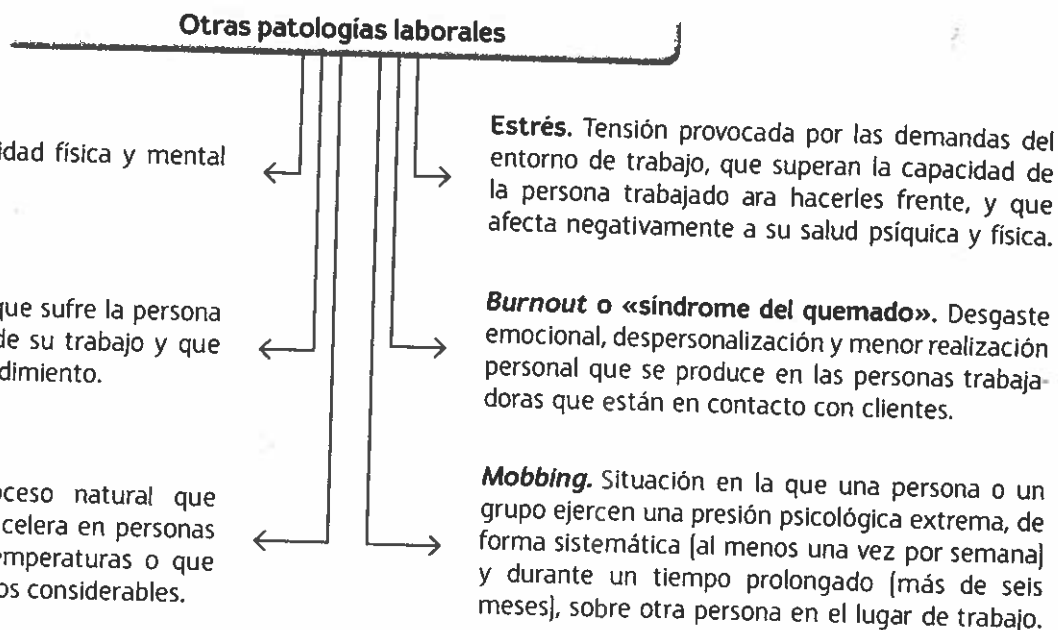 Otras patologías laborales
idad física y mental
que sufre la persona
de su trabajo y que
dimiento.
ceso natural que
celera en personas
mperaturas o que
os considerables.
Estrés. Tensión provocada por las demandas del
entorno de trabajo, que superan la capacidad de
la persona trabajado ara hacerles frente, y que
afecta negativamente a su salud psíquica y física.
Burnout o «síndrome del quemado». Desgaste
emocional, despersonalización y menor realización
personal que se produce en las personas trabaja-
doras que están en contacto con clientes.
Mobbing. Situación en la que una persona o un
grupo ejercen una presión psicológica extrema, de
forma sistemática (al menos una vez por semana)
y durante un tiempo prolongado (más de seis
meses), sobre otra persona en el lugar de trabajo.